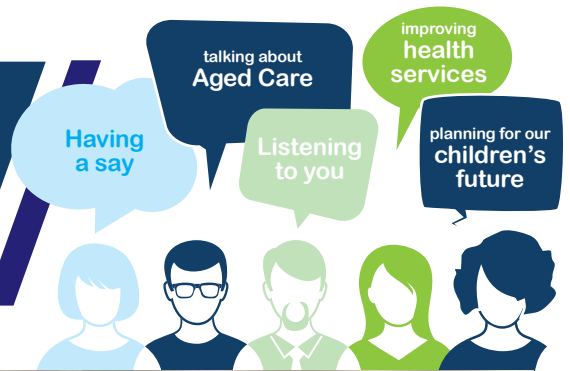 Having
a say
talking about
Aged Care
Listening
to you
improving
health
services
planning for our
children's
future